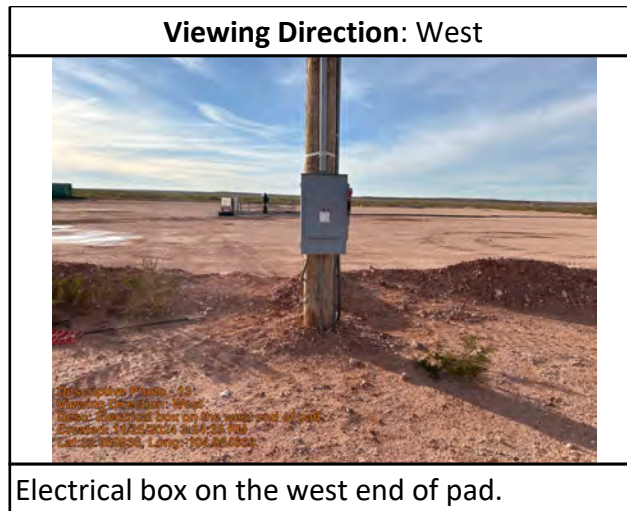 Viewing Direction: West
Viewing Direction: West
Desc: Electrical box on the west end of pad.
Electrical box on the west end of pad.